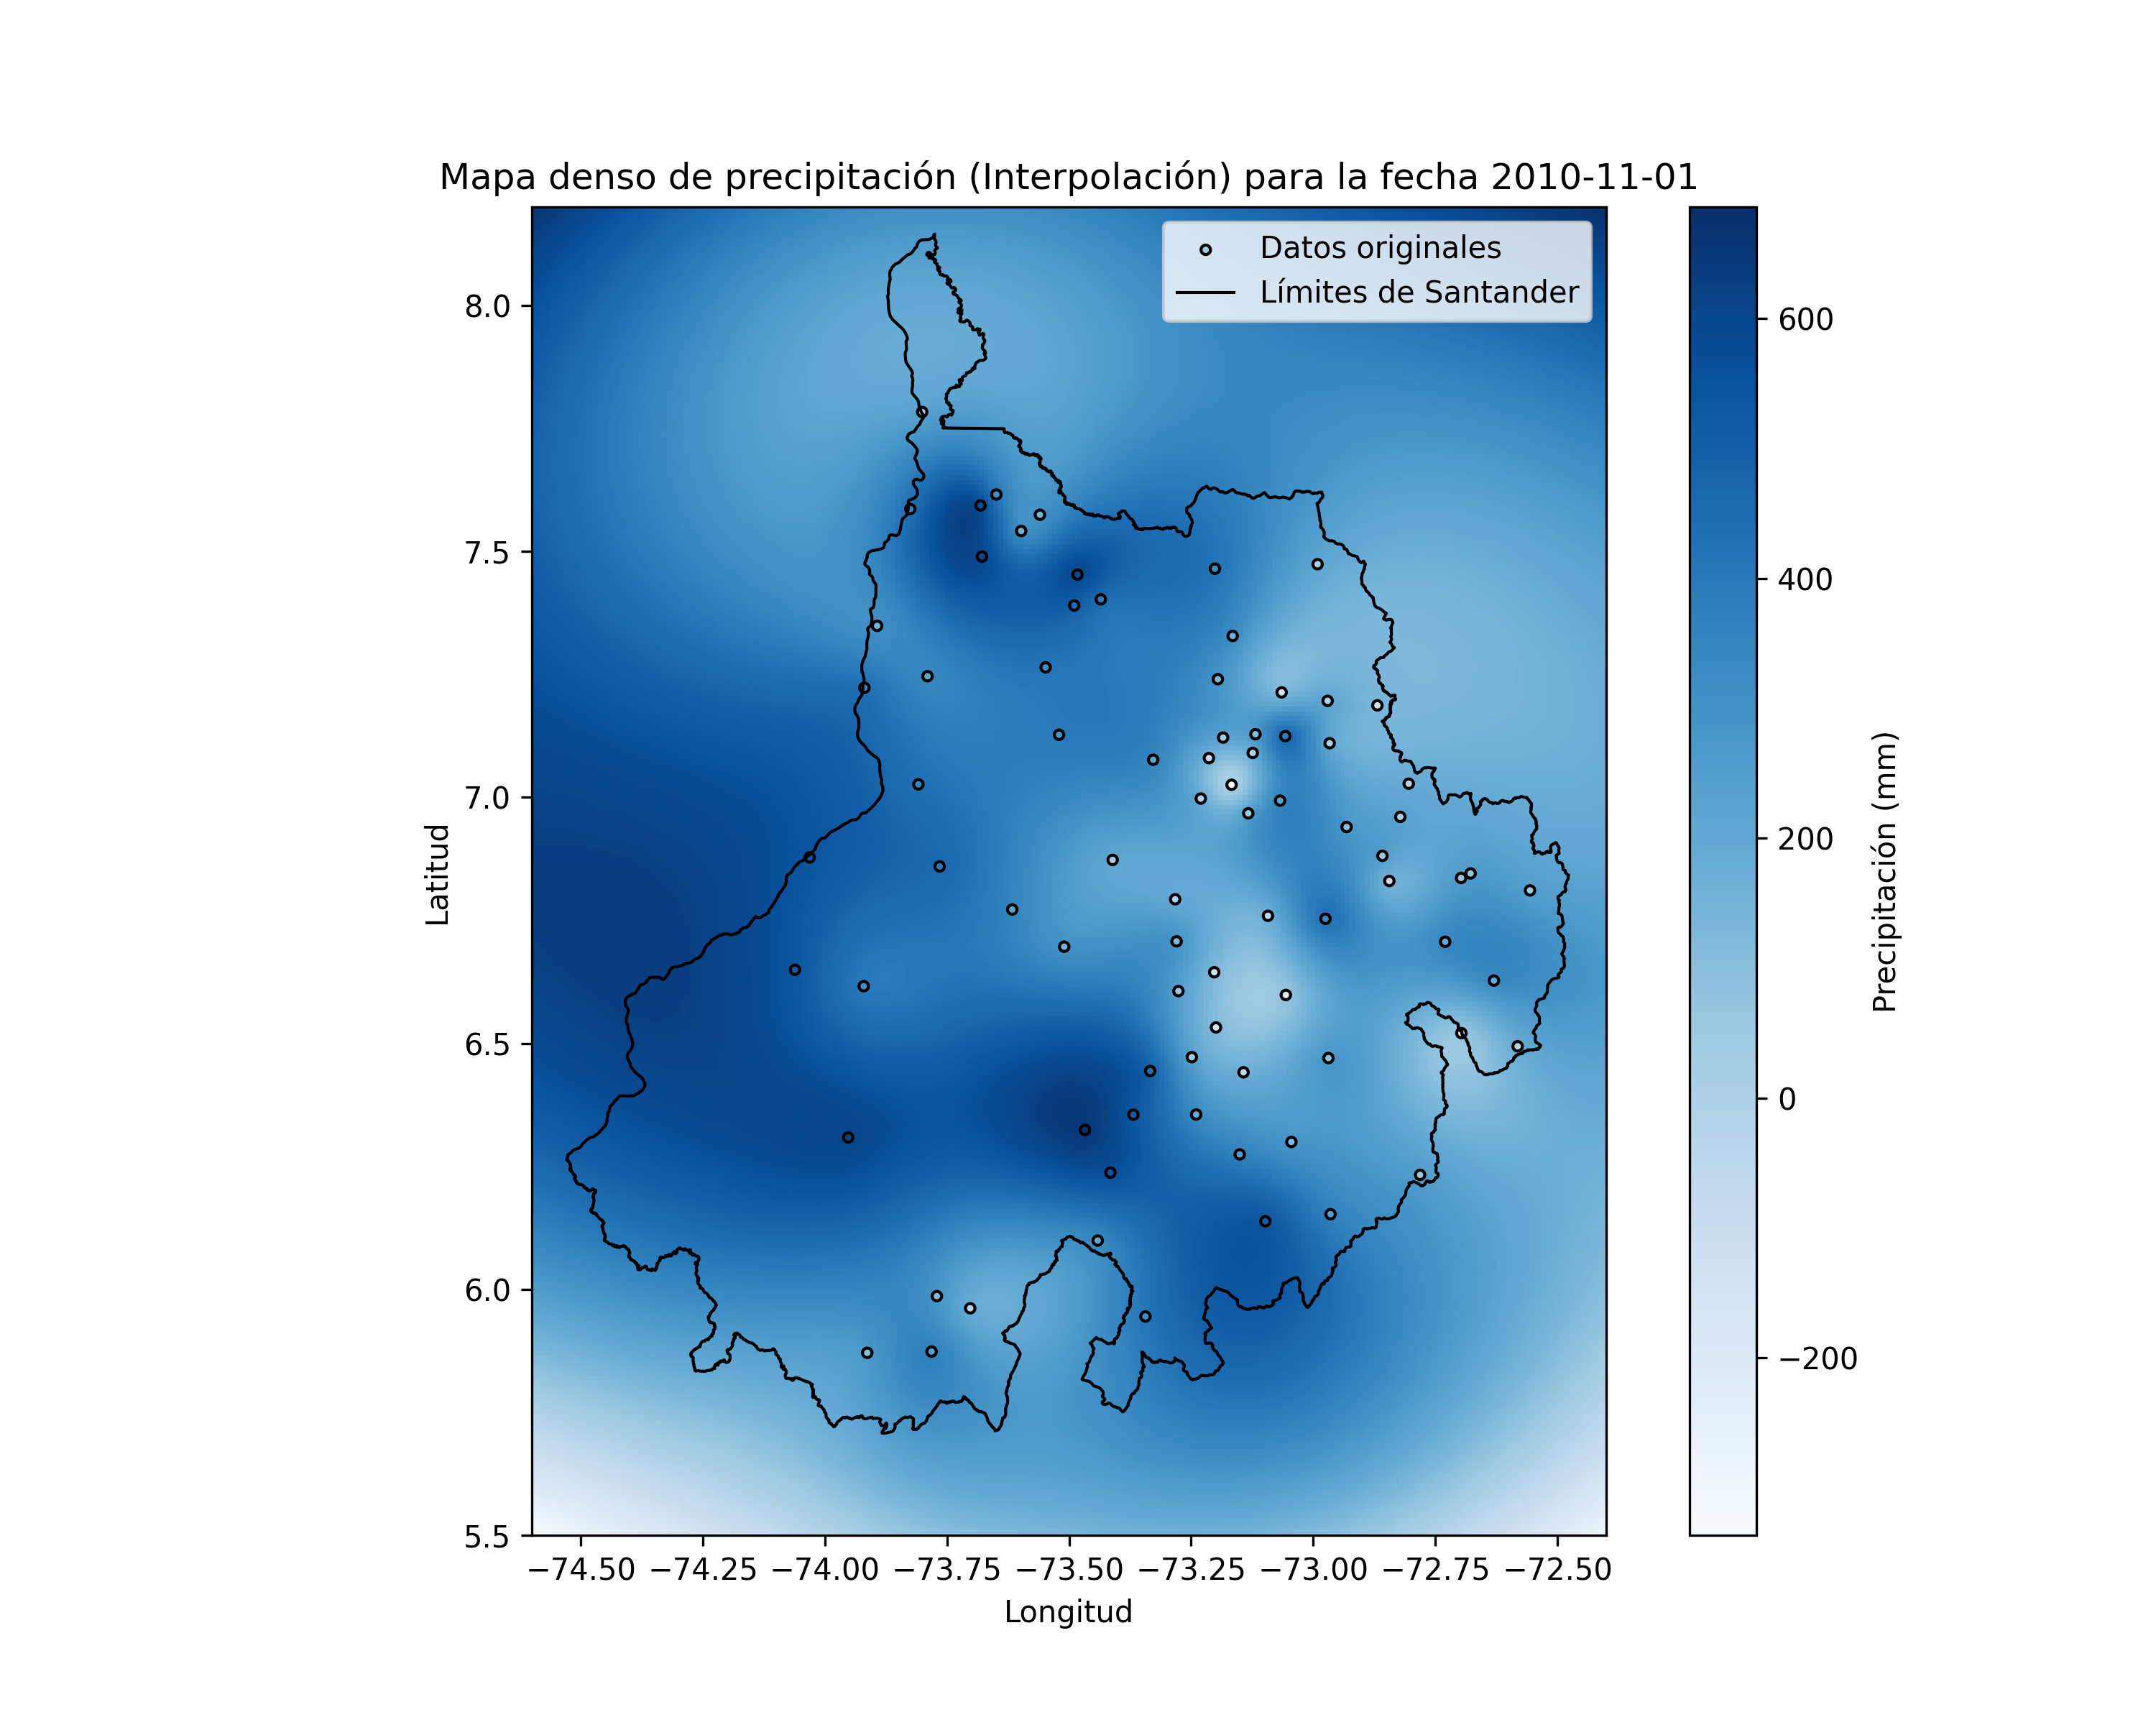 Mapa denso de precipitación (Interpolación) para la fecha 2010-11-01
Datos originales
Límites de Santander
8.0
7.5
7.0
6.5
6.0
5.5
Latitud
−74.50 −74.25 −74.00 −73.75 −73.50 −73.25 −73.00 −72.75 −72.50
Longitud
600
400
200
0
−200
Precipitación (mm)